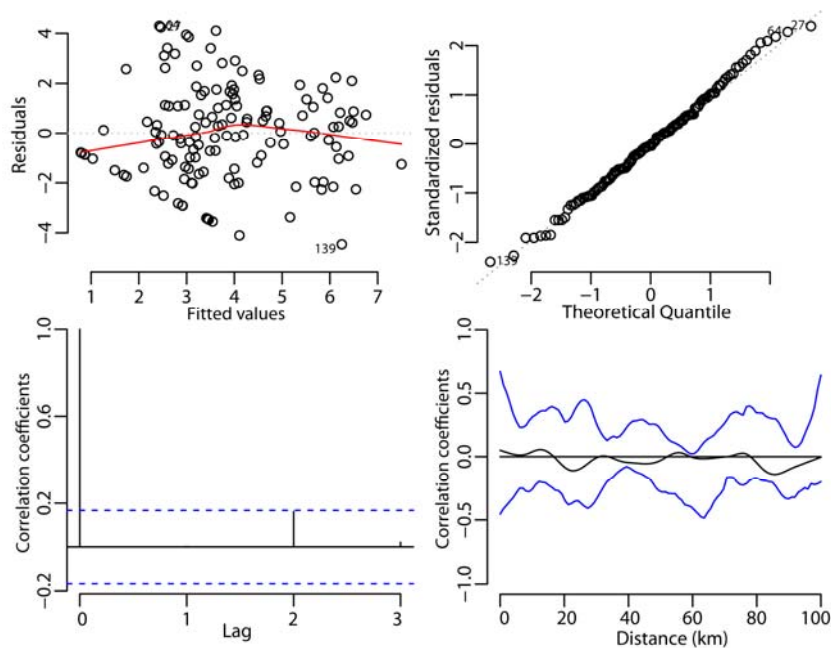 4
2
0
−2
−4
Residuals
64
27
139
1 2 3 4 5 6 7
Fitted values
2
1
0
−1
−2
Standardized residuals
64 27
139
−2 −1 0 1
Theoretical Quantile
1.0
0.6
0.2
−0.2
Correlation coefficients
0 1 2 3
Lag
1.0
0.5
0.0
−0.5
−1.0
Correlation coefficients
0 20 40 60 80 100
Distance (km)